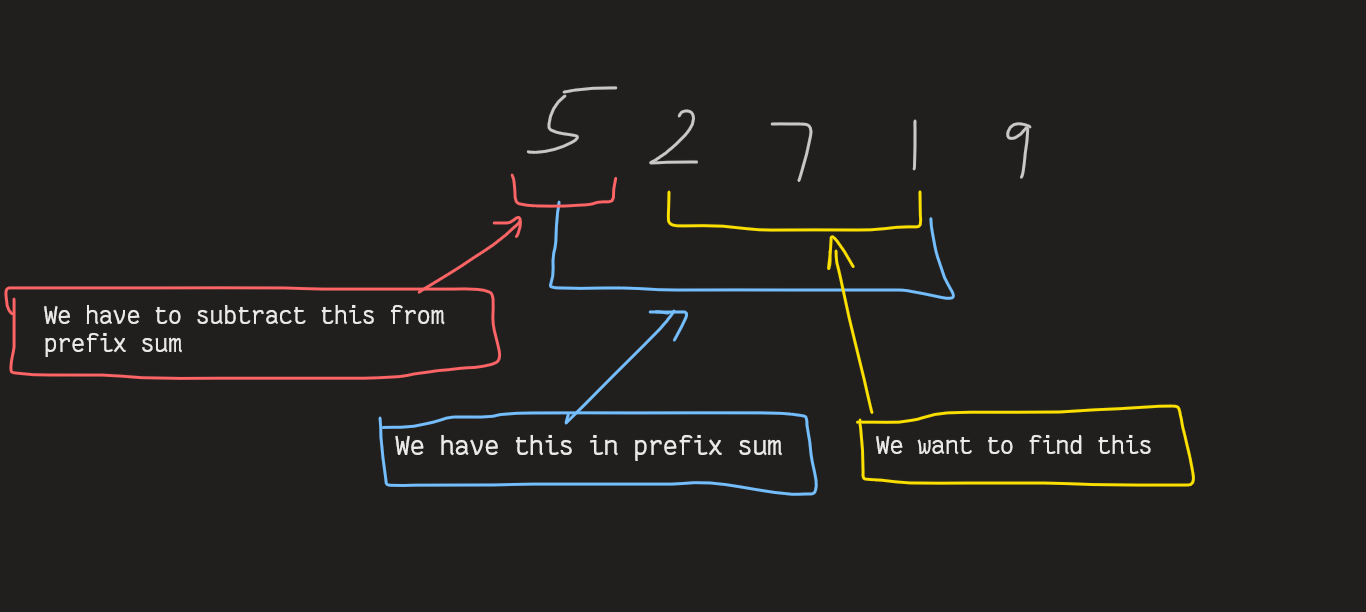 5 2 7 1 9
We have to subtract this from
prefix sum
We have this in prefix sum
We want to find this